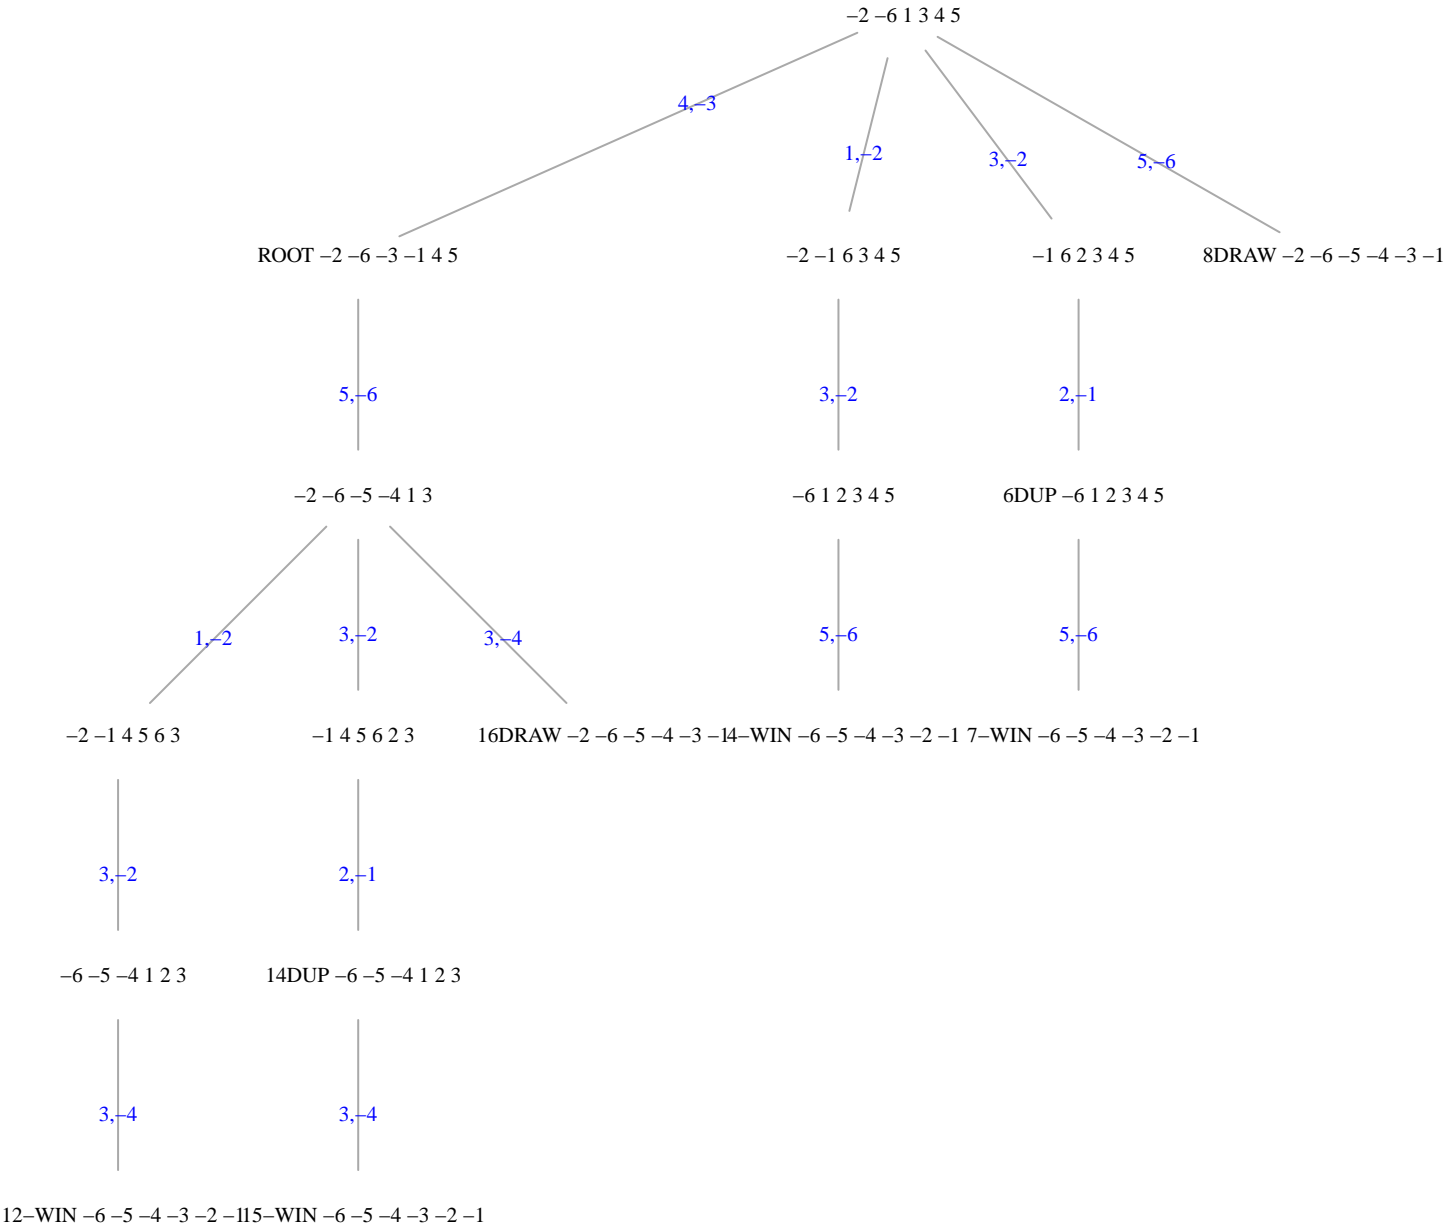 −2 −6 1 3 4 5
4,−3
1,−2
3,−2
5,−6
ROOT −2 −6 −3 −1 4 5
−2 −1 6 3 4 5
−1 6 2 3 4 5
8DRAW −2 −6 −5 −4 −3 −1
5,−6
3,−2
2,−1
−2 −6 −5 −4 1 3
−6 1 2 3 4 5
6DUP −6 1 2 3 4 5
1,−2
3,−2
3,−4
5,−6
5,−6
−2 −1 4 5 6 3
−1 4 5 6 2 3
16DRAW −2 −6 −5 −4 −3 −1
4−WIN −6 −5 −4 −3 −2 −1
7−WIN −6 −5 −4 −3 −2 −1
3,−2
2,−1
−6 −5 −4 1 2 3
14DUP −6 −5 −4 1 2 3
3,−4
3,−4
12−WIN −6 −5 −4 −3 −2 −1
15−WIN −6 −5 −4 −3 −2 −1